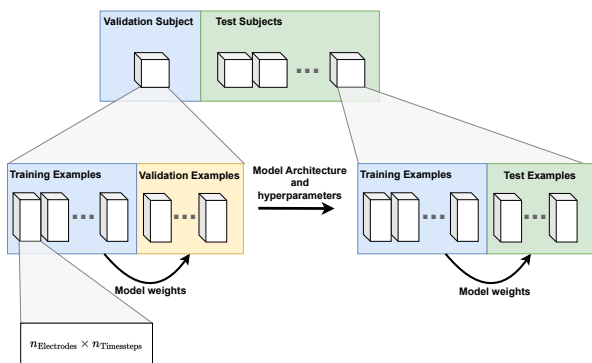 Validation Subject
Test Subjects
Training Examples
Validation Examples
Model Architecture
and
hyperparameters
Training Examples
Test Examples
Model weights
Model weights
n_Electrodes × n_Timessteps